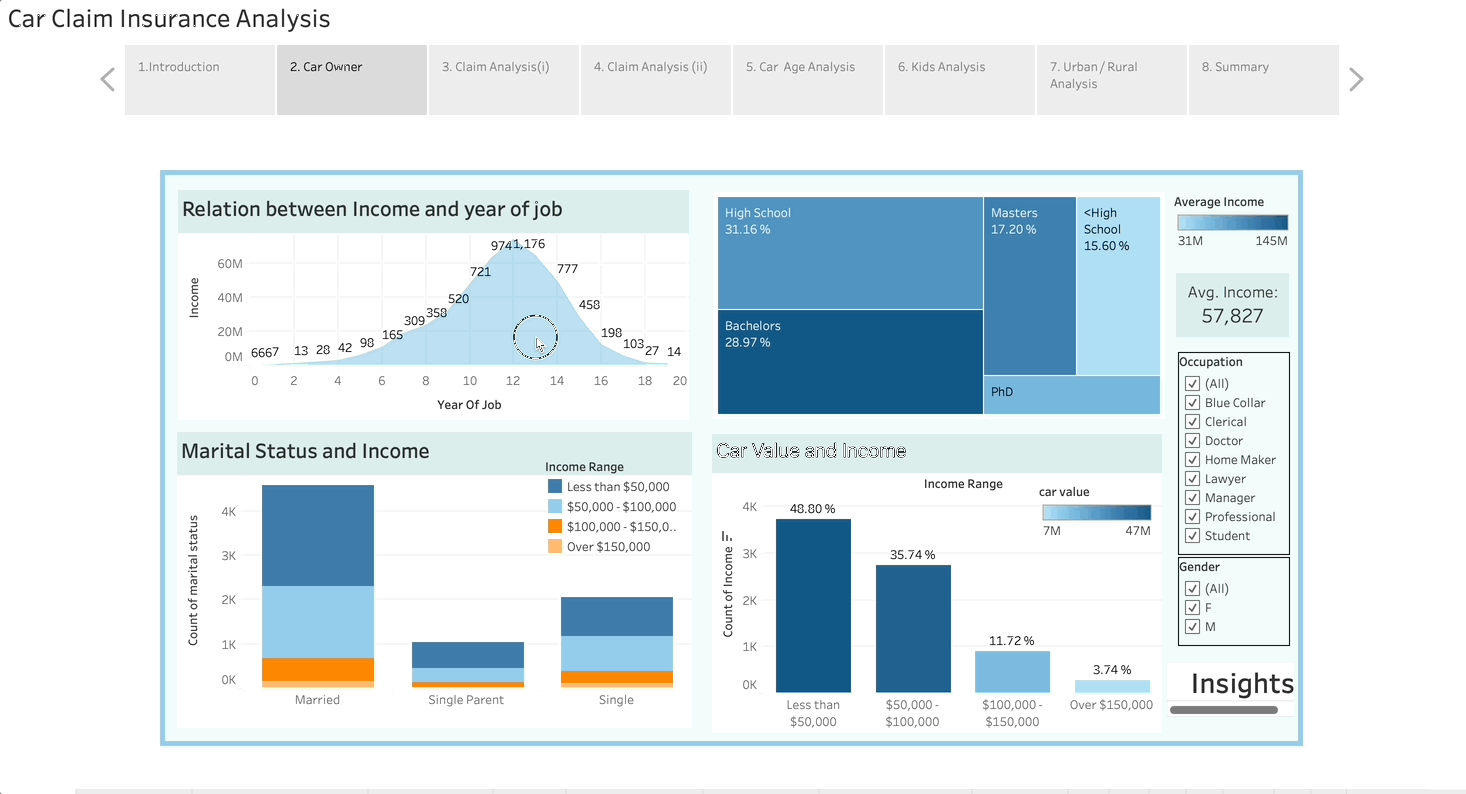 Car Claim Insurance Analysis
1.Introduction
2. Car Owner
3. Claim Analysis(i)
4. Claim Analysis (ii)
5. Car Age Analysis
6. Kids Analysis
7. Urban / Rural
Analysis
8. Summary
Relation between Income and year of job
Income
60M
40M
20M
0M
6667
13
28
42
98
165
309
358
520
721
974
1,176
777
458
198
103
27
14
0
2
4
6
8
10
12
14
16
18
20
Year Of Job
High School
31.16 %
Bachelors
28.97 %
Masters
17.20 %
<High
School
15.60 %
PhD
Average Income
31M
145M
Avg. Income:
57,827
Occupation
(All)
Blue Collar
Clerical
Doctor
Home Maker
Lawyer
Manager
Professional
Student
Gender
(All)
F
M
Insights
Marital Status and Income
Income Range
Less than $50,000
$50,000 - $100,000
$100,000 - $150,0..
Over $150,000
Count of marital status
4K
3K
2K
1K
0K
Married
Single Parent
Single
Car Value and Income
Income Range
car value
7M
47M
Count of Income
4K
3K
2K
1K
0K
48.80 %
35.74 %
11.72 %
3.74 %
Less than
$50,000
$50,000 -
$100,000
$100,000 -
$150,000
Over $150,000